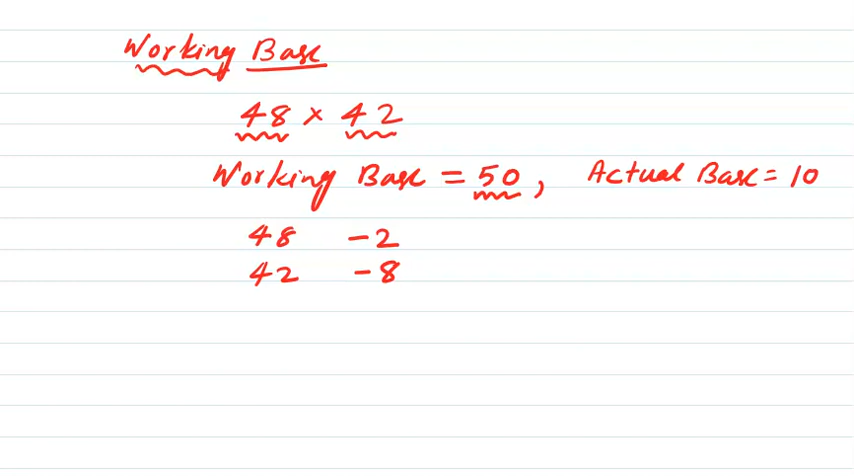 Working Base
48 × 42
Working Base = 50, Actual Base = 10
48 -2
42 -8